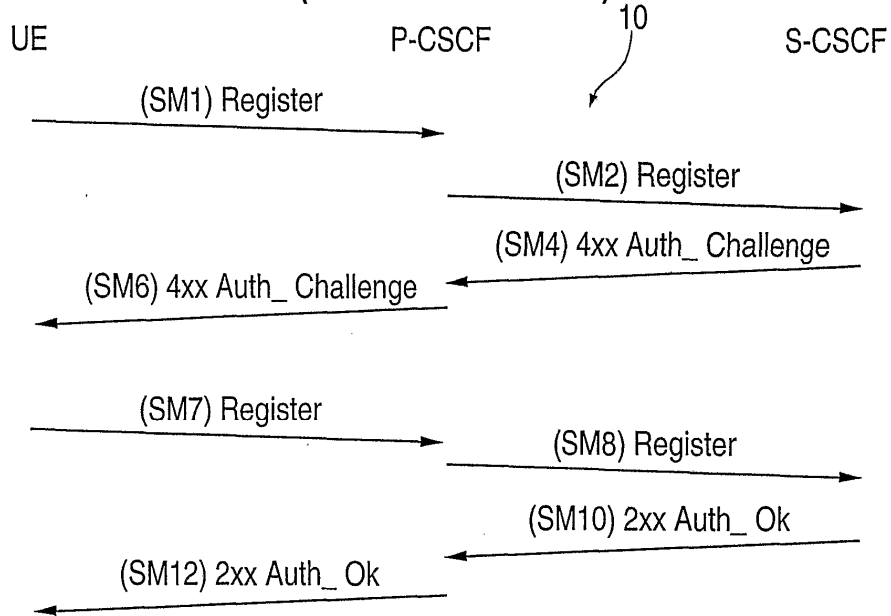 10
UE P-CSCF S-CSCF
(SM1) Register
(SM2) Register
(SM4) 4xx Auth_ Challenge
(SM6) 4xx Auth_ Challenge
(SM7) Register
(SM8) Register
(SM10) 2xx Auth_ Ok
(SM12) 2xx Auth_ Ok